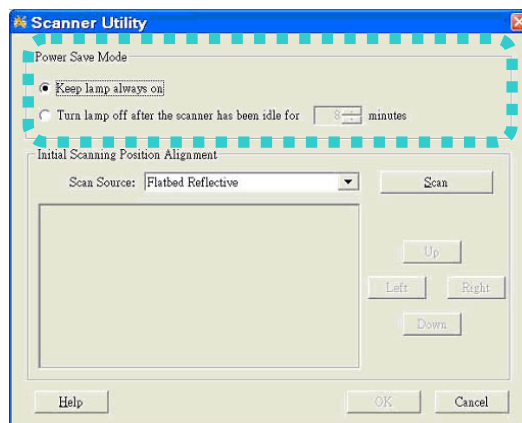 Scanner Utility
Power Save Mode
Keep lamp always on
Turn lamp off after the scanner has been idle for 8 minutes
Initial Scanning Position Alignment
Scan Source: Flatbed Reflective Scan
Up
Left Right
Down
Help OK Cancel